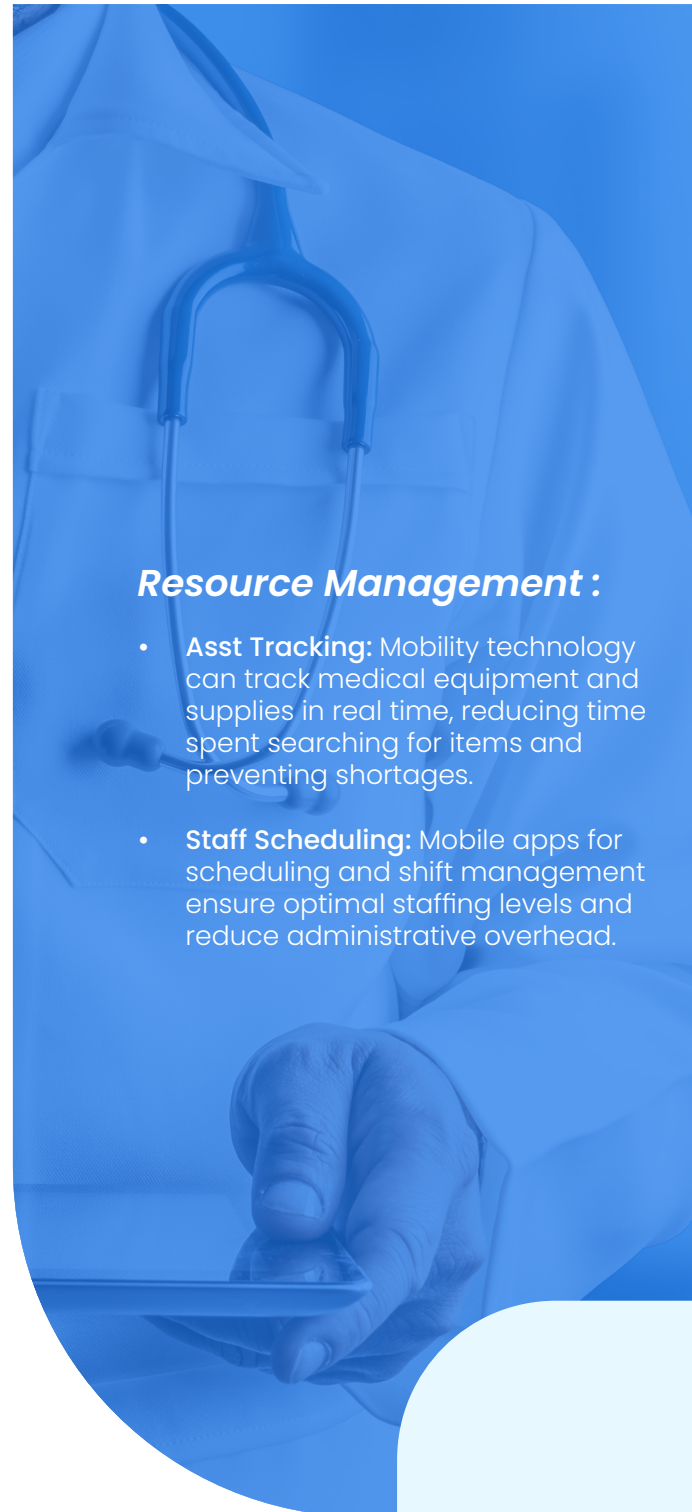 Resource Management :
• Asst Tracking: Mobility technology
can track medical equipment and
supplies in real time, reducing time
spent searching for items and
preventing shortages.
• Staff Scheduling: Mobile apps for
scheduling and shift management
ensure optimal staffing levels and
reduce administrative overhead.